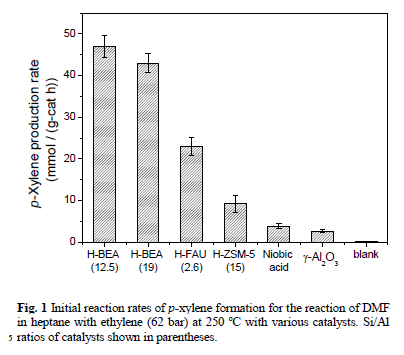 p-Xylene production rate
(mmol / (g-cat h))
50
40
30
20
10
0
H-BEA H-BEA H-FAU H-ZSM-5 Niobic γ-Al₂O₃ blank
(12.5) (19) (2.6) (15) acid
Fig. 1 Initial reaction rates of p-xylene formation for the reaction of DMF
in heptane with ethylene (62 bar) at 250 °C with various catalysts. Si/Al
5 ratios of catalysts shown in parentheses.